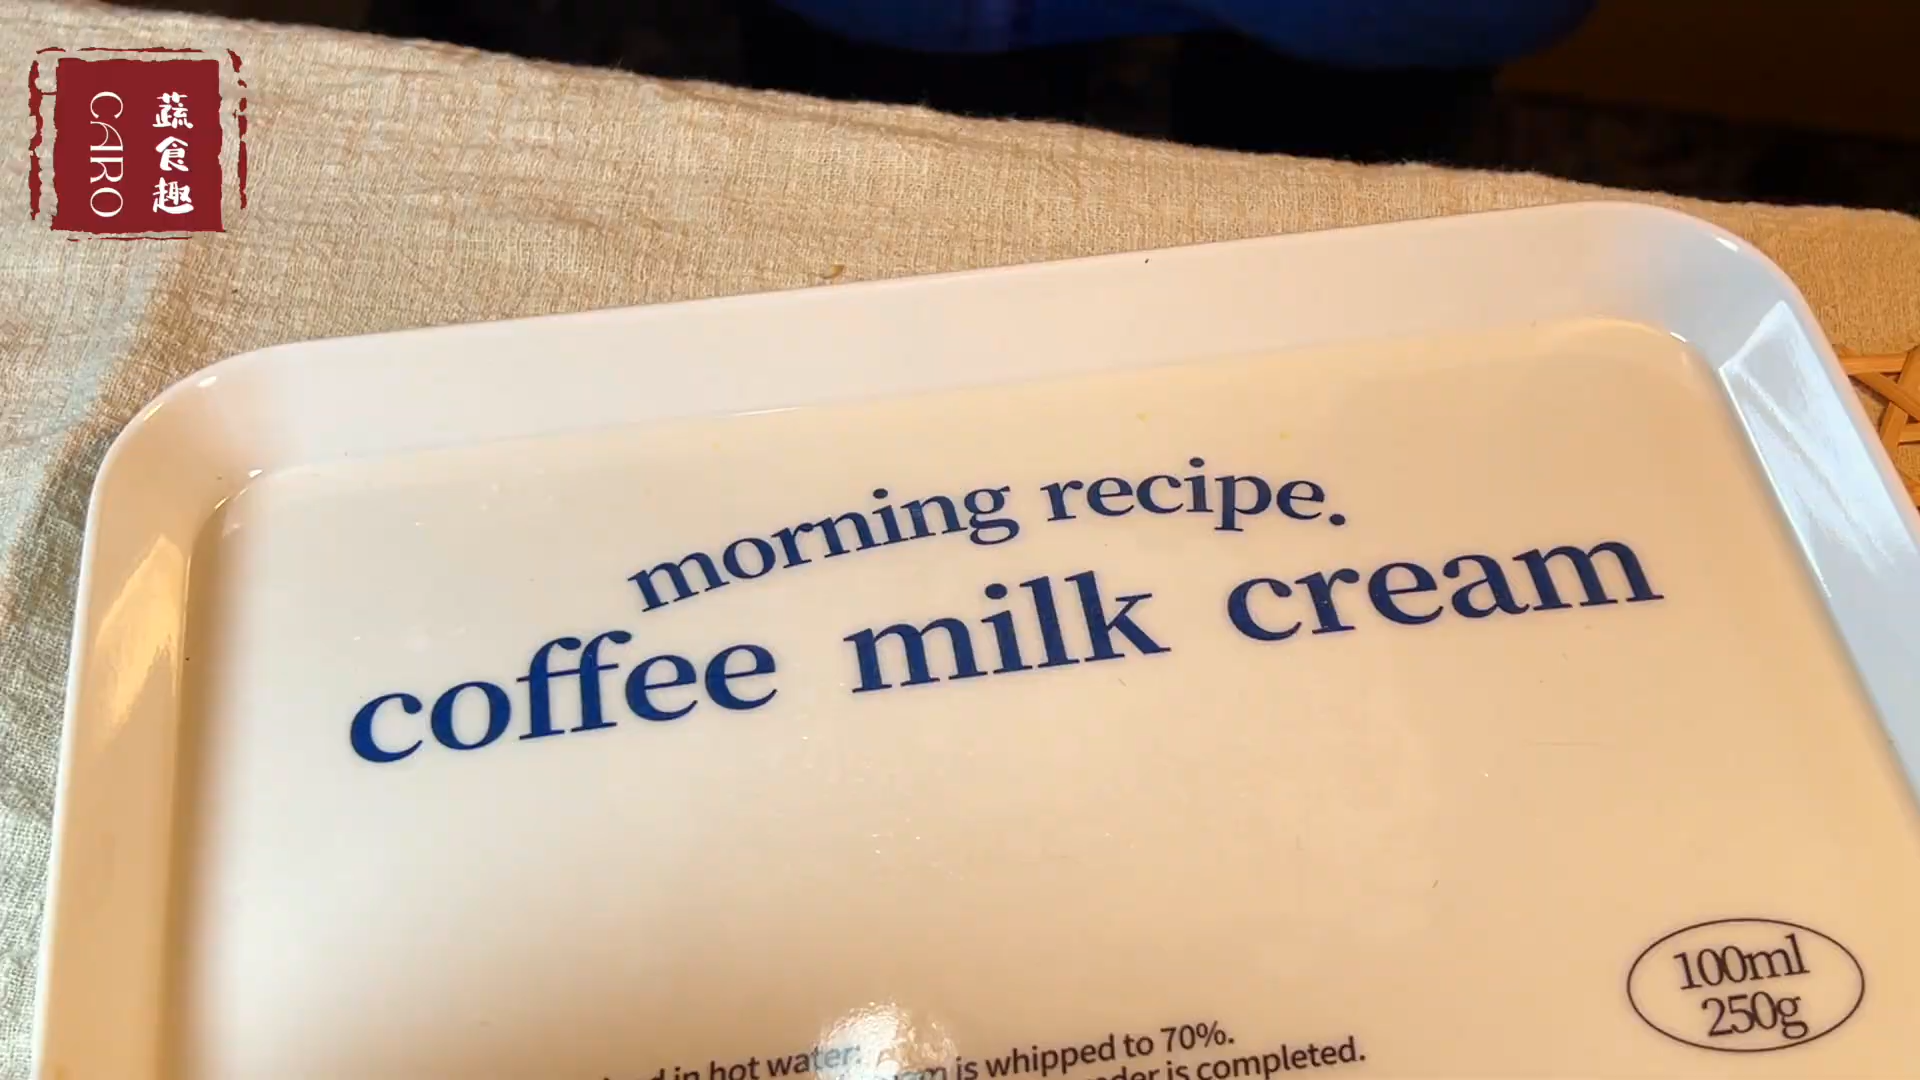 蔬食趣
CAIRO
morning recipe.
coffee milk cream
100ml
250g
in hot water: is whipped to 70%.
is completed.